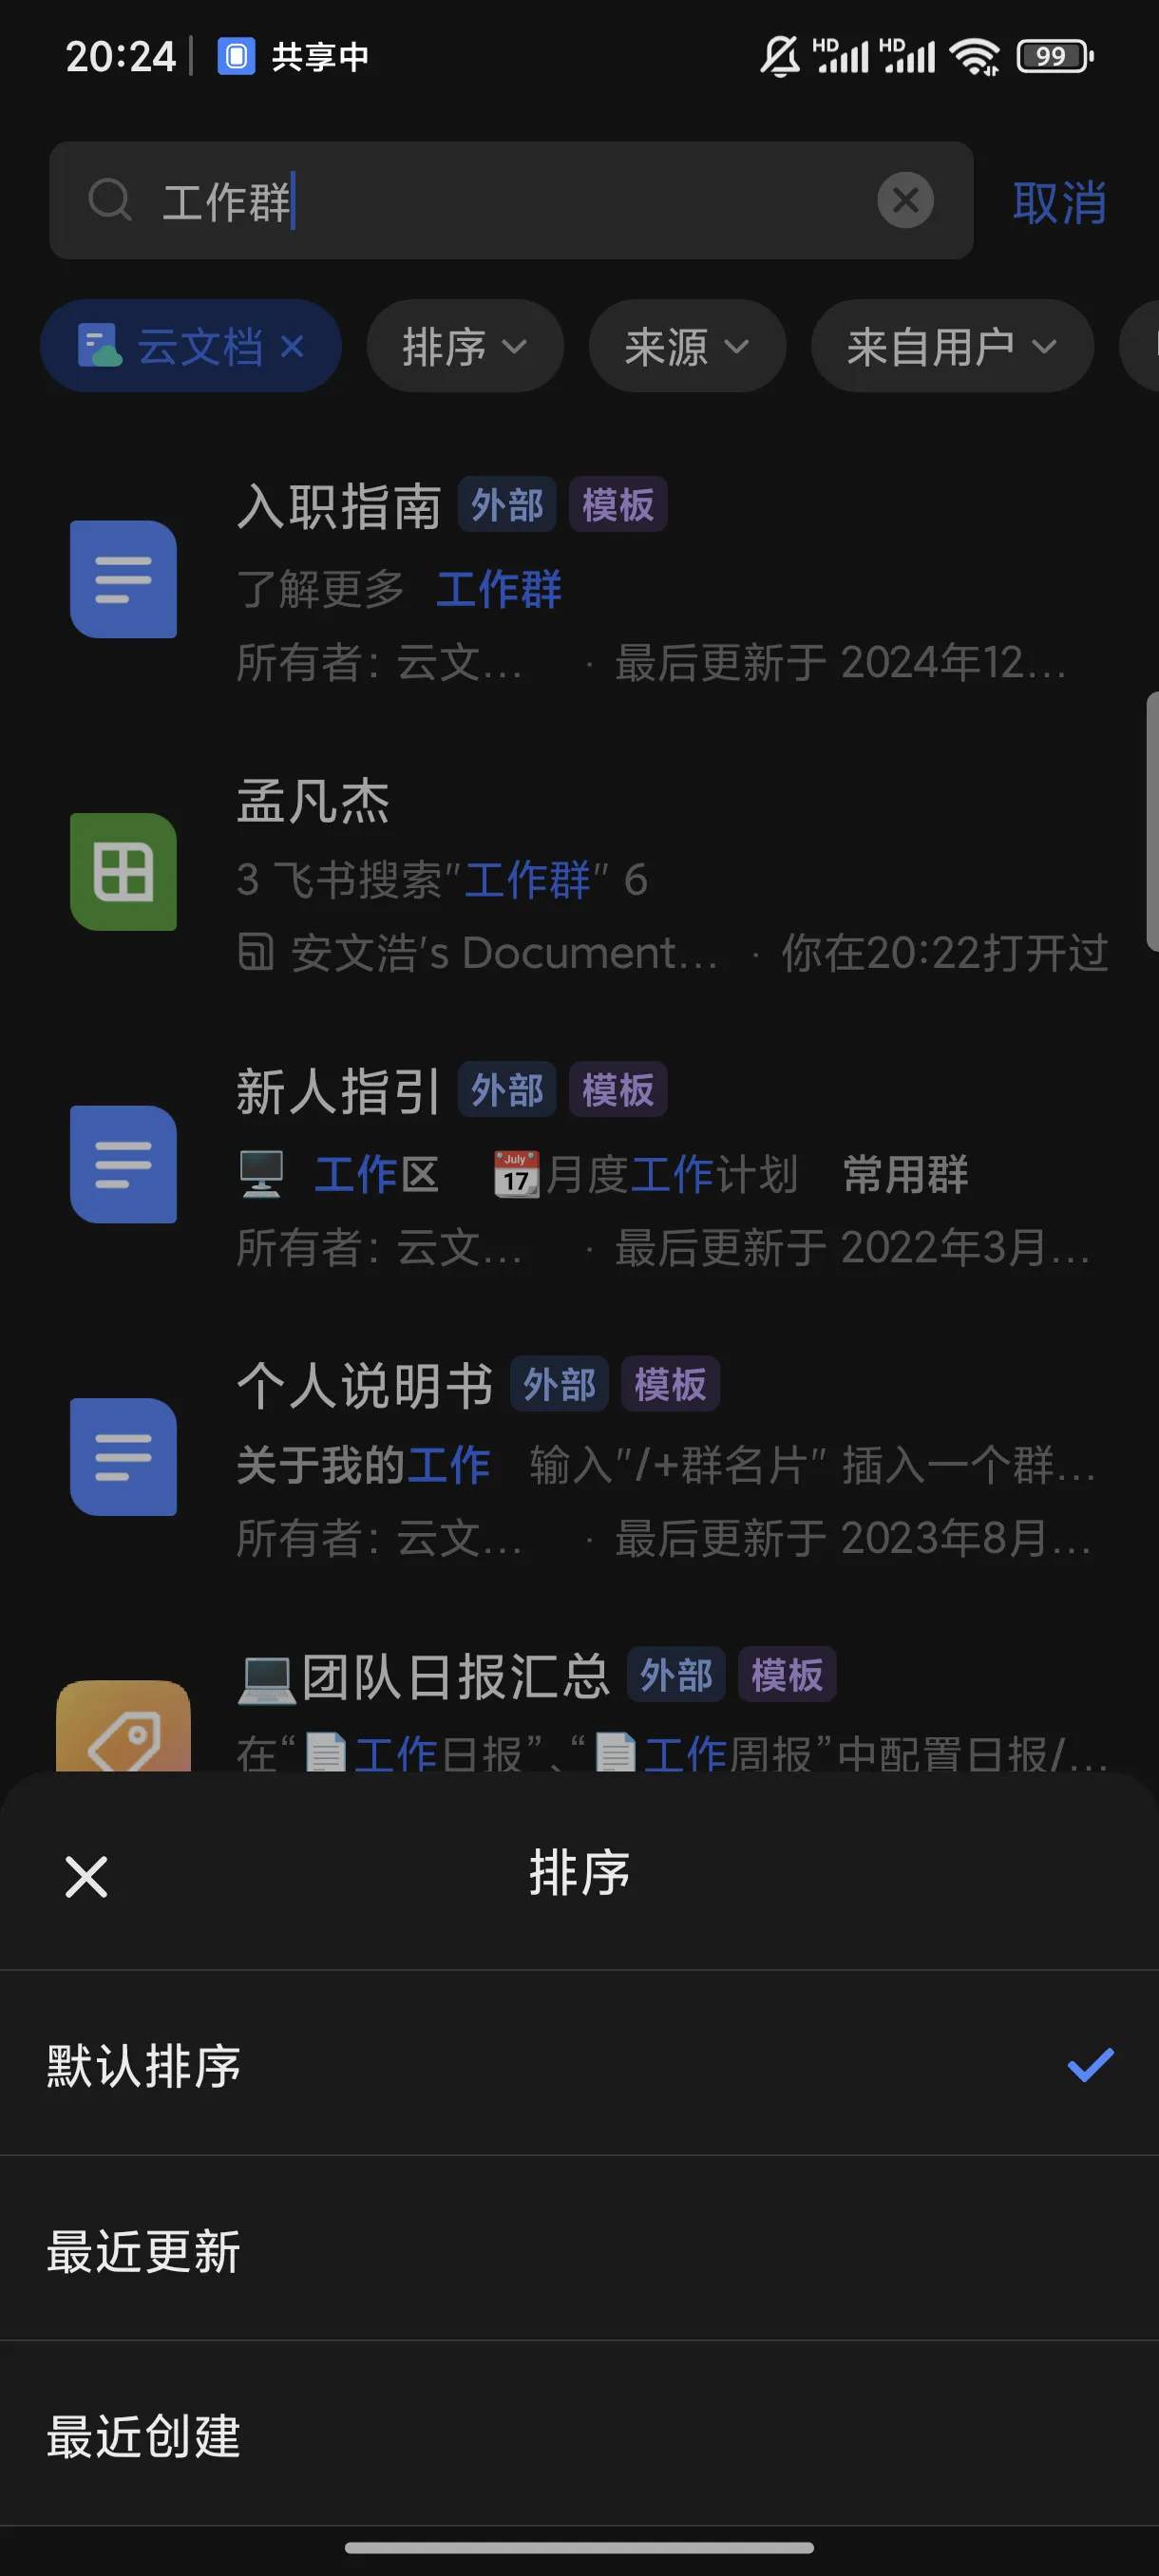 20:24 共享中 HD HD 99
工作群 取消
云文档 排序 来源 来自用户
入职指南 外部 模板
了解更多 工作群
所有者：云文... · 最后更新于 2024年12...
孟凡杰
3 飞书搜索"工作群" 6
安文浩's Document... · 你在20:22打开过
新人指引 外部 模板
🖥️ 工作区 📅月度工作计划 常用群
所有者：云文... · 最后更新于 2022年3月...
个人说明书 外部 模板
关于我的工作 输入"/+群名片" 插入一个群...
所有者：云文... · 最后更新于 2023年8月...
💻团队日报汇总 外部 模板
在“📄工作日报”、“📄工作周报”中配置日报/...
排序
默认排序
最近更新
最近创建